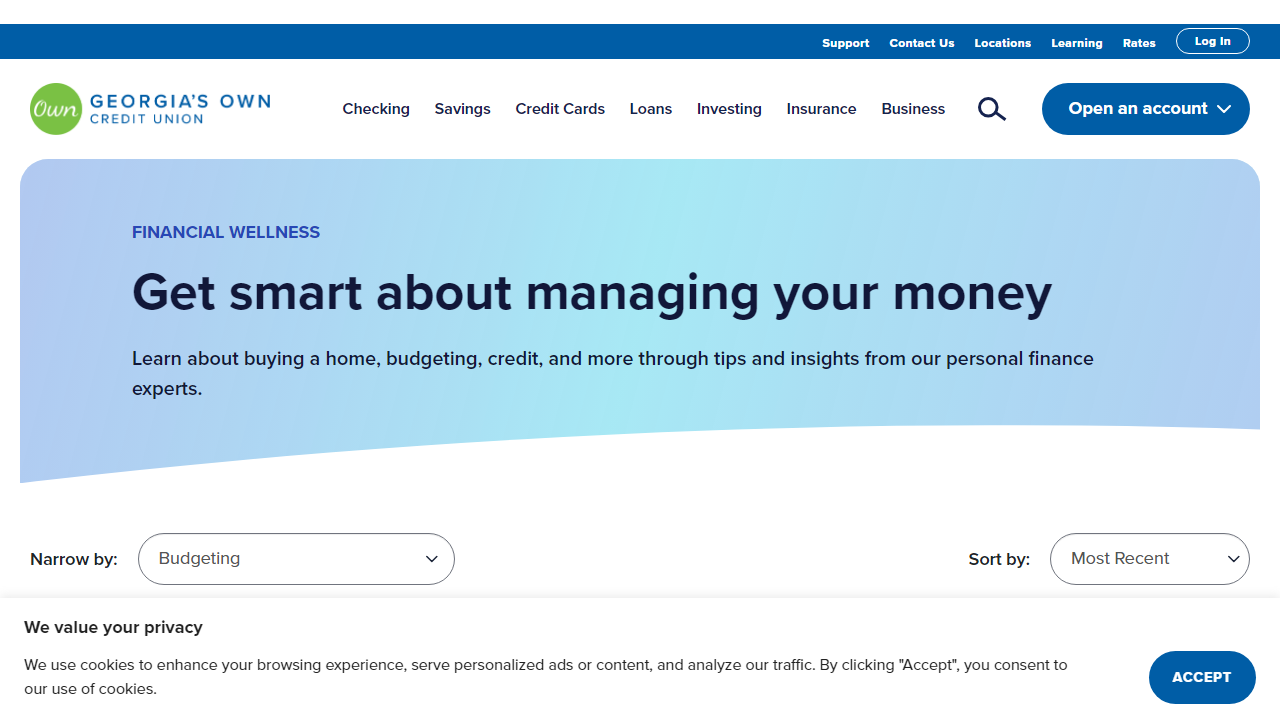 Support Contact Us Locations Learning Rates Log In
Own GEORGIA'S OWN
CREDIT UNION
Checking Savings Credit Cards Loans Investing Insurance Business Open an account
FINANCIAL WELLNESS
Get smart about managing your money
Learn about buying a home, budgeting, credit, and more through tips and insights from our personal finance
experts.
Narrow by: Budgeting Sort by: Most Recent
We value your privacy
We use cookies to enhance your browsing experience, serve personalized ads or content, and analyze our traffic. By clicking "Accept", you consent to
our use of cookies.
ACCEPT